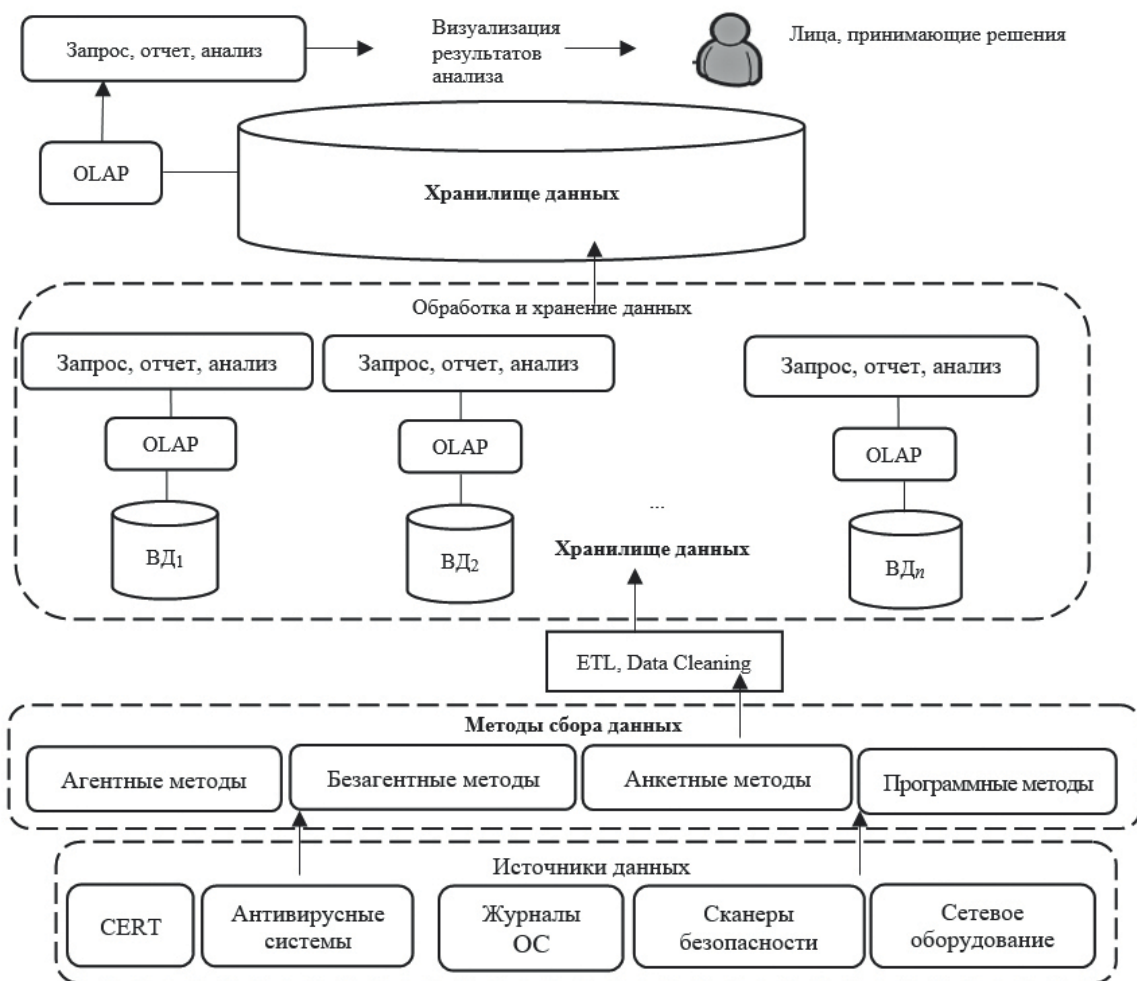 Запрос, отчет, анализ
Визуализация
результатов
анализа
Лица, принимающие решения
OLAP
Хранилище данных
Обработка и хранение данных
Запрос, отчет, анализ
Запрос, отчет, анализ
Запрос, отчет, анализ
OLAP
OLAP
OLAP
...
ВД1
ВД2
Хранилище данных
ВДn
ETL, Data Cleaning
Методы сбора данных
Агентные методы
Безагентные методы
Анкетные методы
Программные методы
Источники данных
CERT
Антивирусные
системы
Журналы
ОС
Сканеры
безопасности
Сетевое
оборудование